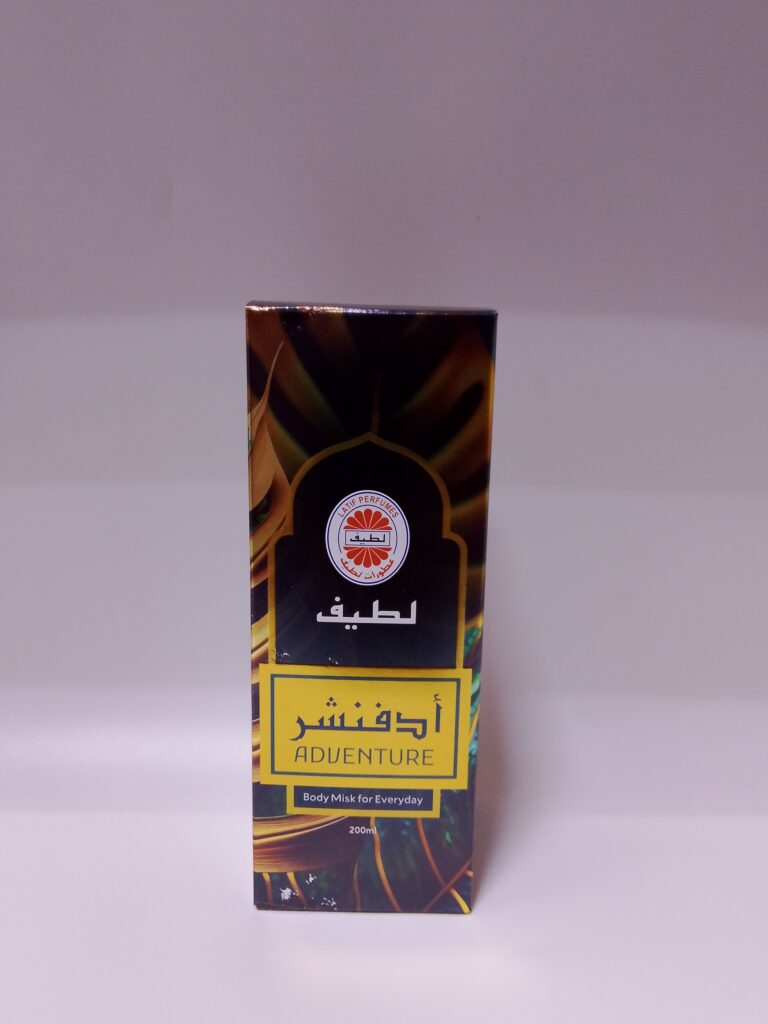 LATIF PERFUMES
لطيف
عطورات لطيف
لطيف
أدفنشر
ADVENTURE
Body Misk for Everyday
200ml